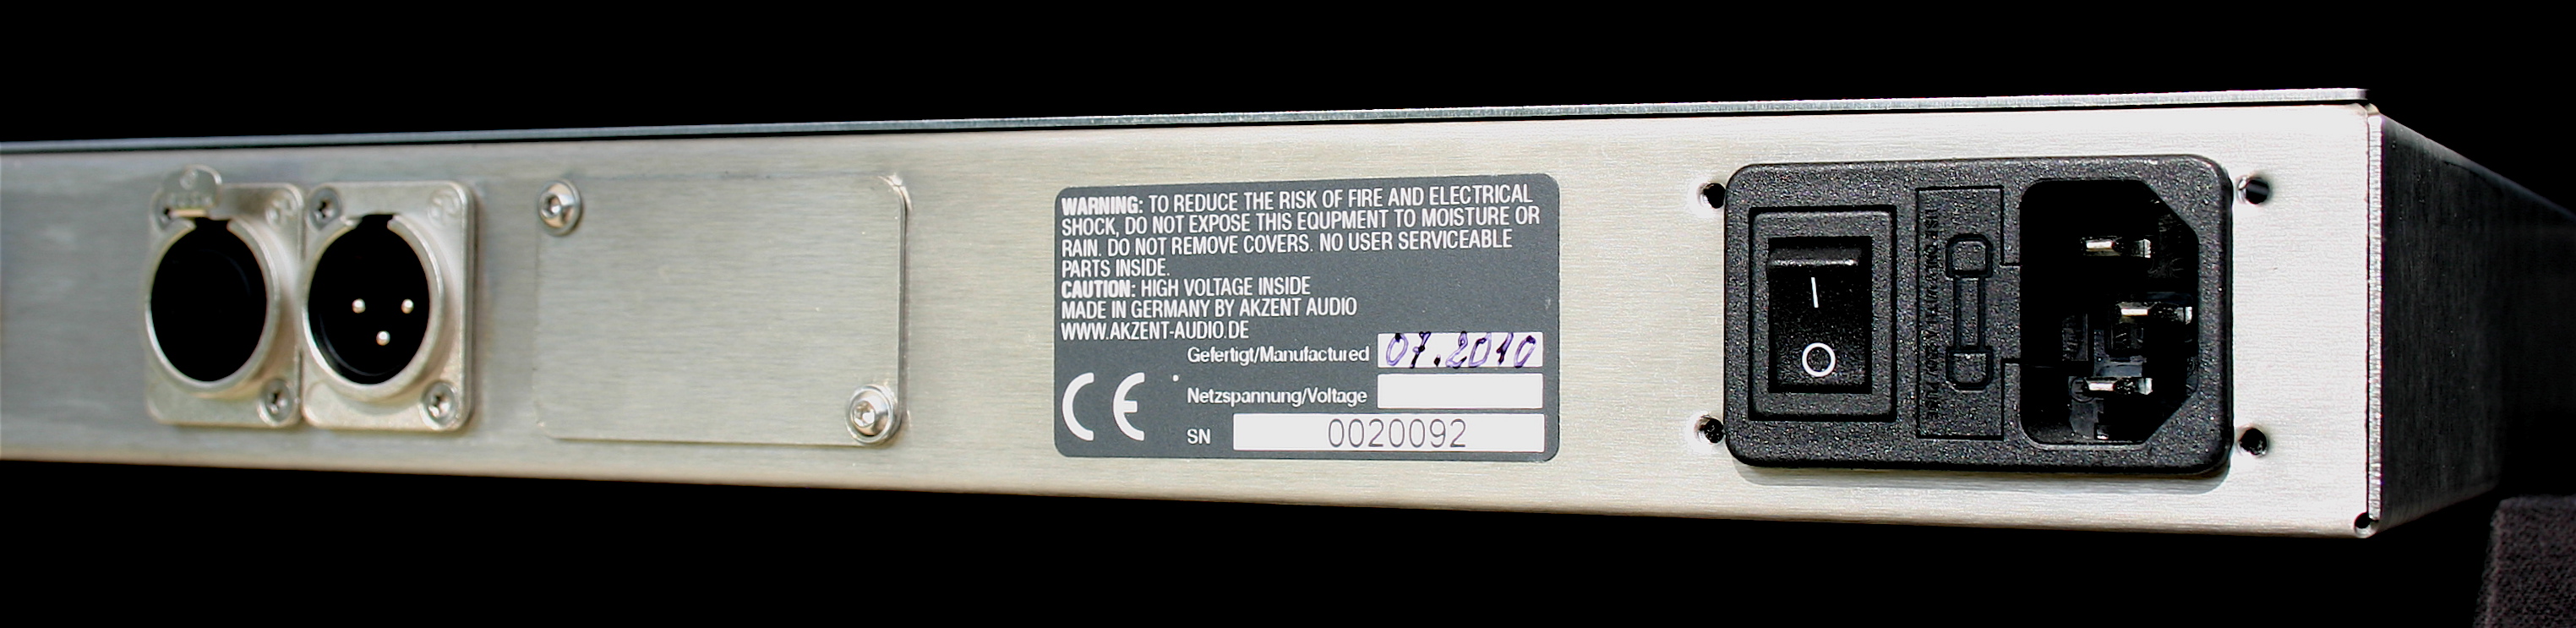 WARNING: TO REDUCE THE RISK OF FIRE AND ELECTRICAL
SHOCK, DO NOT EXPOSE THIS EQUPMENT TO MOISTURE OR
RAIN. DO NOT REMOVE COVERS. NO USER SERVICEABLE
PARTS INSIDE.
CAUTION: HIGH VOLTAGE INSIDE
MADE IN GERMANY BY AKZENT AUDIO
WWW.AKZENT-AUDIO.DE
Gefertigt/Manufactured 07.2010
CE Netzspannung/Voltage
SN 0020092
I
O